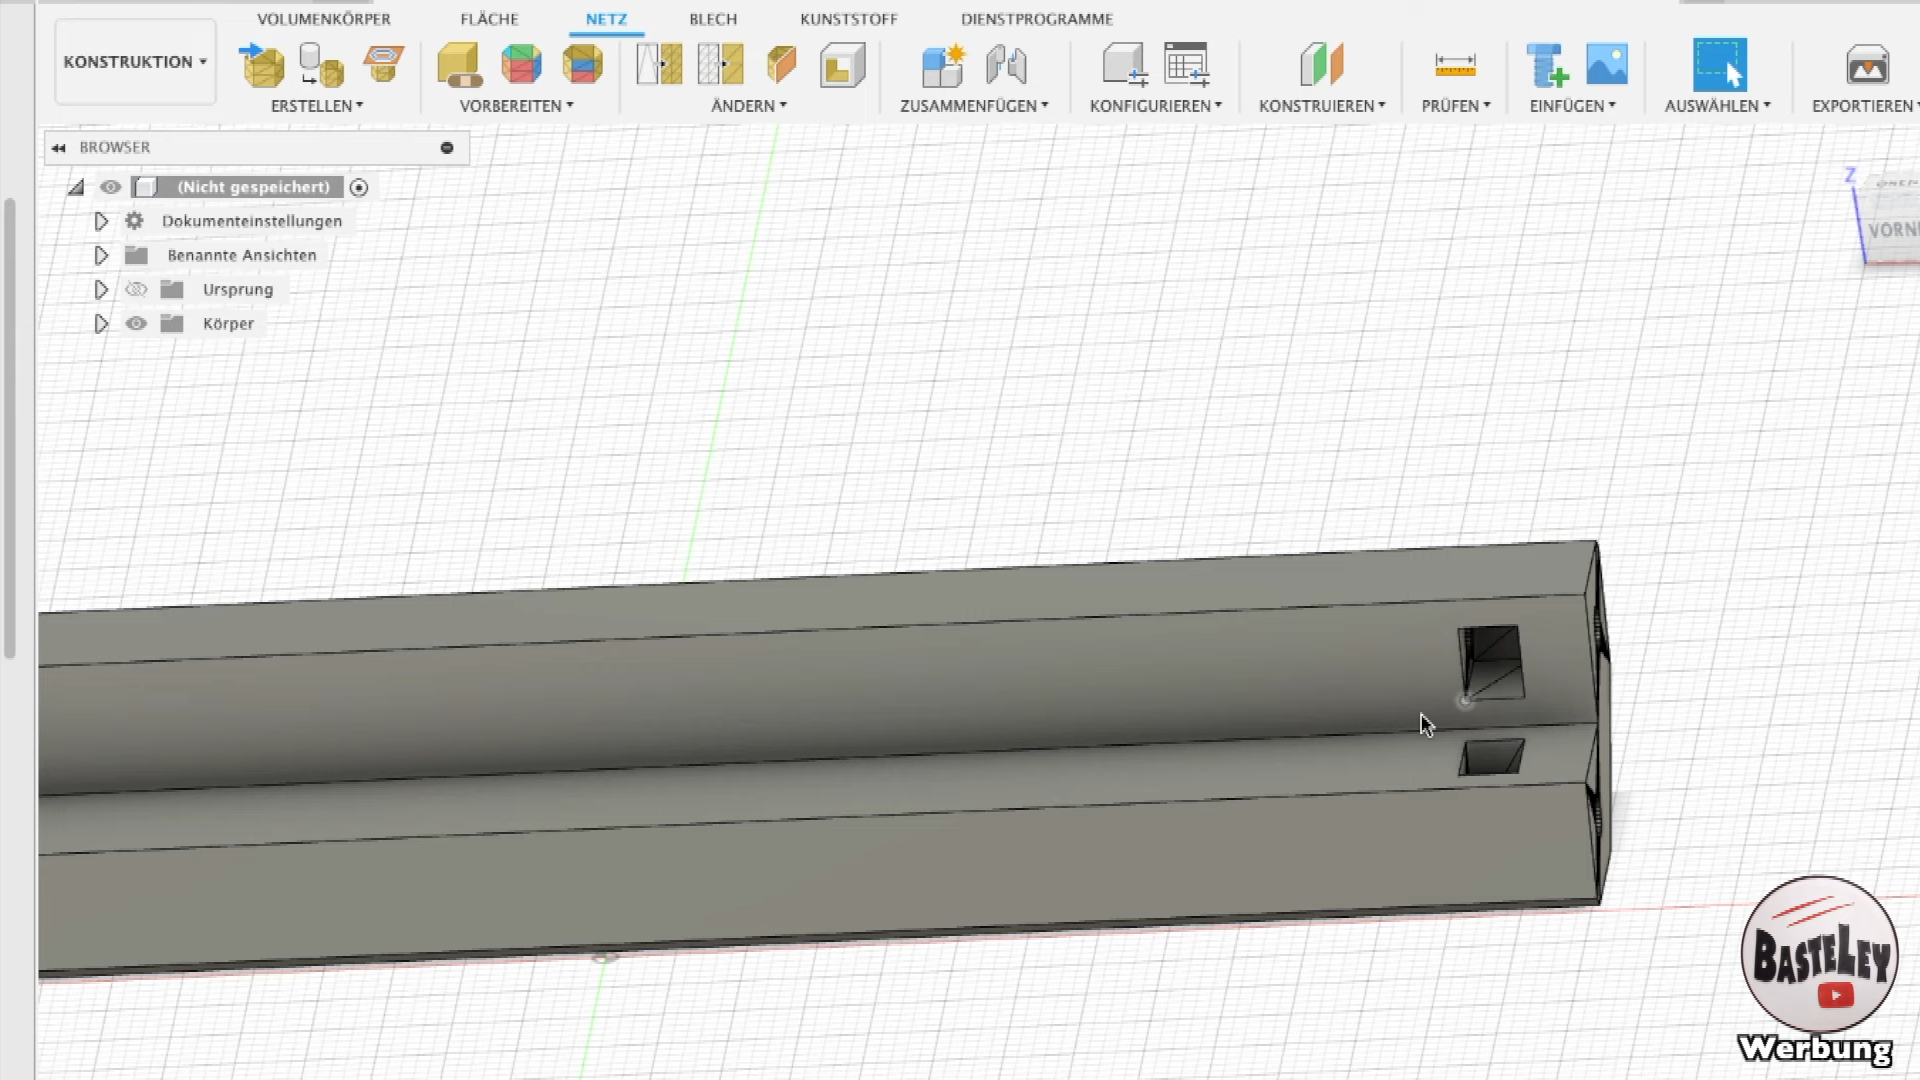 VOLUMENKÖRPER FLÄCHE NETZ BLECH KUNSTSTOFF DIENSTPROGRAMME
KONSTRUKTION
ERSTELLEN VORBEREITEN ÄNDERN ZUSAMMENFÜGEN KONFIGURIEREN KONSTRUIEREN PRÜFEN EINFÜGEN AUSWÄHLEN EXPORTIEREN
BROWSER
(Nicht gespeichert)
Dokumenteinstellungen
Benannte Ansichten
Ursprung
Körper
Z
VORN
BASTELEY
Werbung